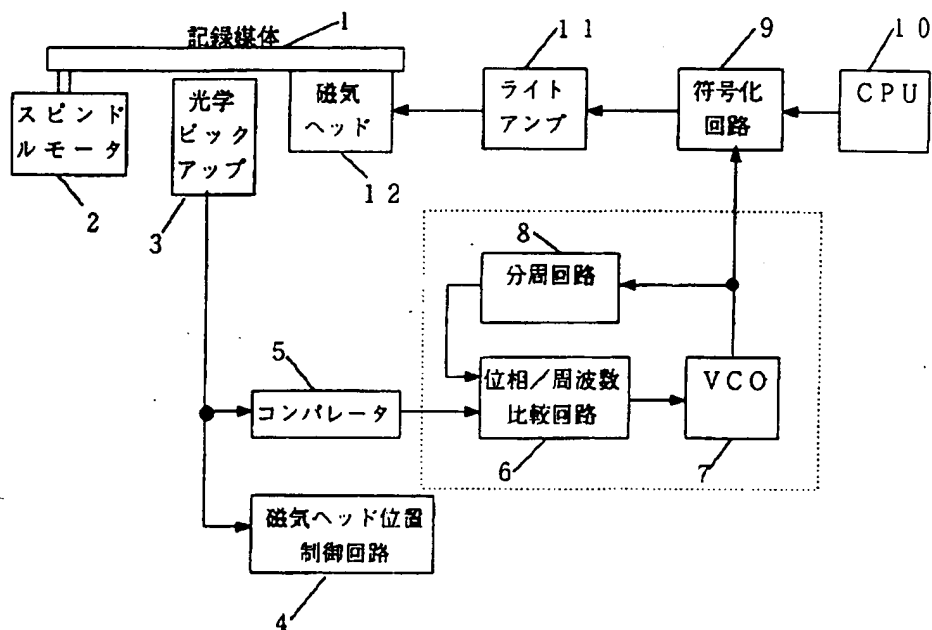 1
記録媒体
スピンド
ルモータ
2
光学
ピック
アップ
3
磁気
ヘッド
12
11
ライト
アンプ
9
符号化
回路
10
CPU
8
分周回路
5
コンパレータ
位相/周波数
比較回路
6
VCO
7
磁気ヘッド位置
制御回路
4